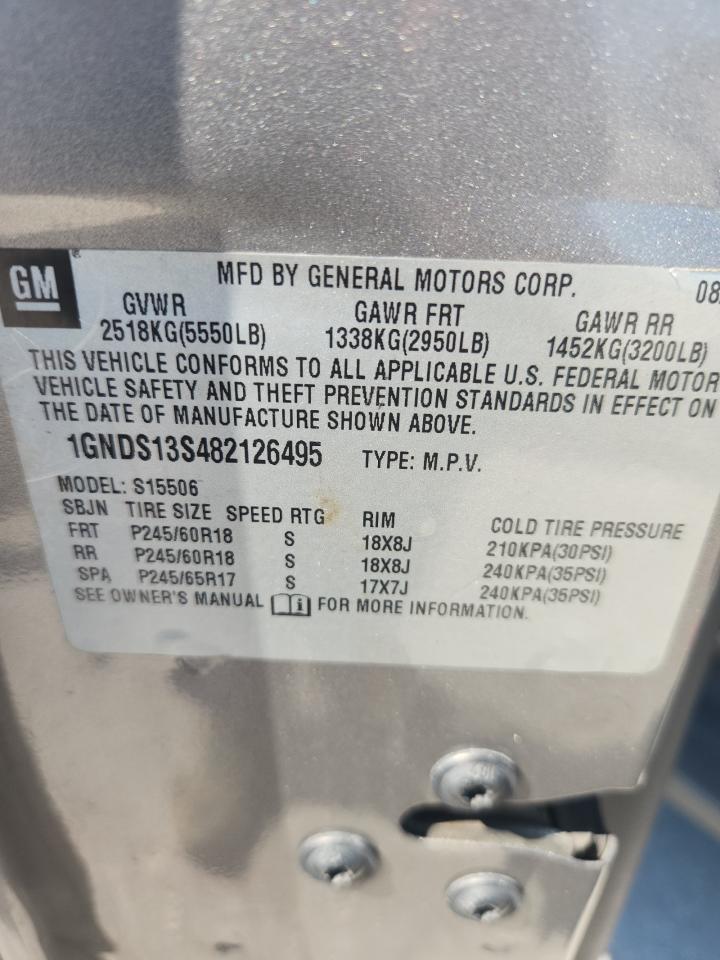 GM
MFD BY GENERAL MOTORS CORP.
GVWR GAWR FRT GAWR RR
2518KG(5550LB) 1338KG(2950LB) 1452KG(3200LB)
THIS VEHICLE CONFORMS TO ALL APPLICABLE U.S. FEDERAL MOTOR
VEHICLE SAFETY AND THEFT PREVENTION STANDARDS IN EFFECT ON
THE DATE OF MANUFACTURE SHOWN ABOVE.
1GNDS13S482126495 TYPE: M.P.V.
MODEL: S15506
SBJN TIRE SIZE SPEED RTG RIM COLD TIRE PRESSURE
FRT P245/60R18 S 18X8J 210KPA(30PSI)
RR P245/60R18 S 18X8J 240KPA(35PSI)
SPA P245/65R17 S 17X7J 240KPA(35PSI)
SEE OWNER'S MANUAL i FOR MORE INFORMATION.